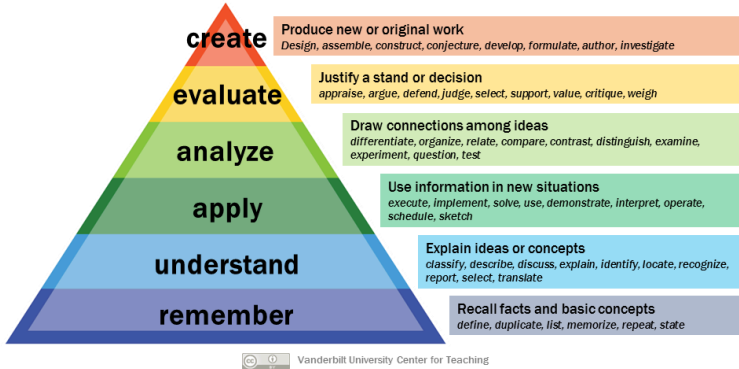 create
Produce new or original work
Design, assemble, construct, conjecture, develop, formulate, author, investigate
evaluate
Justify a stand or decision
appraise, argue, defend, judge, select, support, value, critique, weigh
analyze
Draw connections among ideas
differentiate, organize, relate, compare, contrast, distinguish, examine,
experiment, question, test
apply
Use information in new situations
execute, implement, solve, use, demonstrate, interpret, operate,
schedule, sketch
understand
Explain ideas or concepts
classify, describe, discuss, explain, identify, locate, recognize,
report, select, translate
remember
Recall facts and basic concepts
define, duplicate, list, memorize, repeat, state
cc
Vanderbilt University Center for Teaching